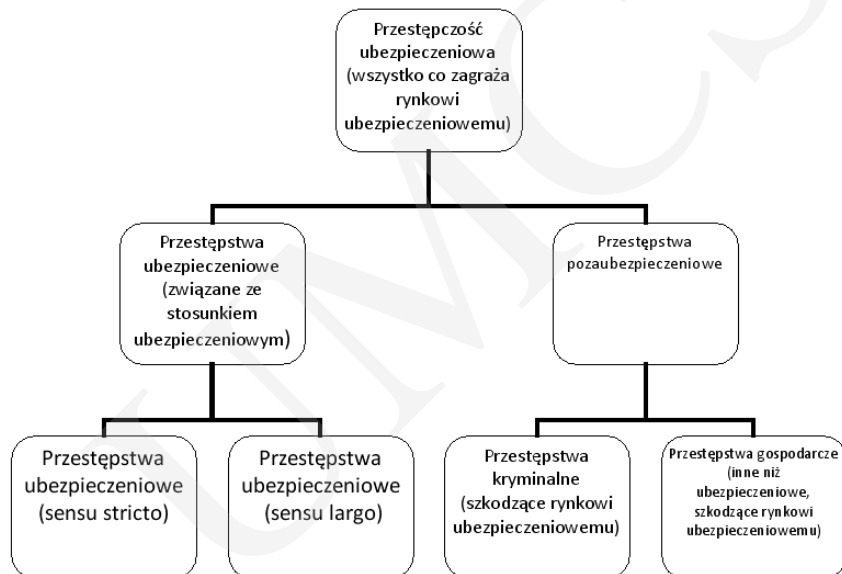 Przestępczość
ubezpieczeniowa
(wszystko co zagraża
rynkowi
ubezpieczeniowemu)
Przestępstwa
ubezpieczeniowe
(związane ze
stosunkiem
ubezpieczeniowym)
Przestępstwa
pozaubezpieczeniowe
Przestępstwa
ubezpieczeniowe
(sensu stricto)
Przestępstwa
ubezpieczeniowe
(sensu largo)
Przestępstwa
kryminalne
(szkodzące rynkowi
ubezpieczeniowemu)
Przestępstwa gospodarcze
(inne niż
ubezpieczeniowe,
szkodzące rynkowi
ubezpieczeniowemu)
UMCS